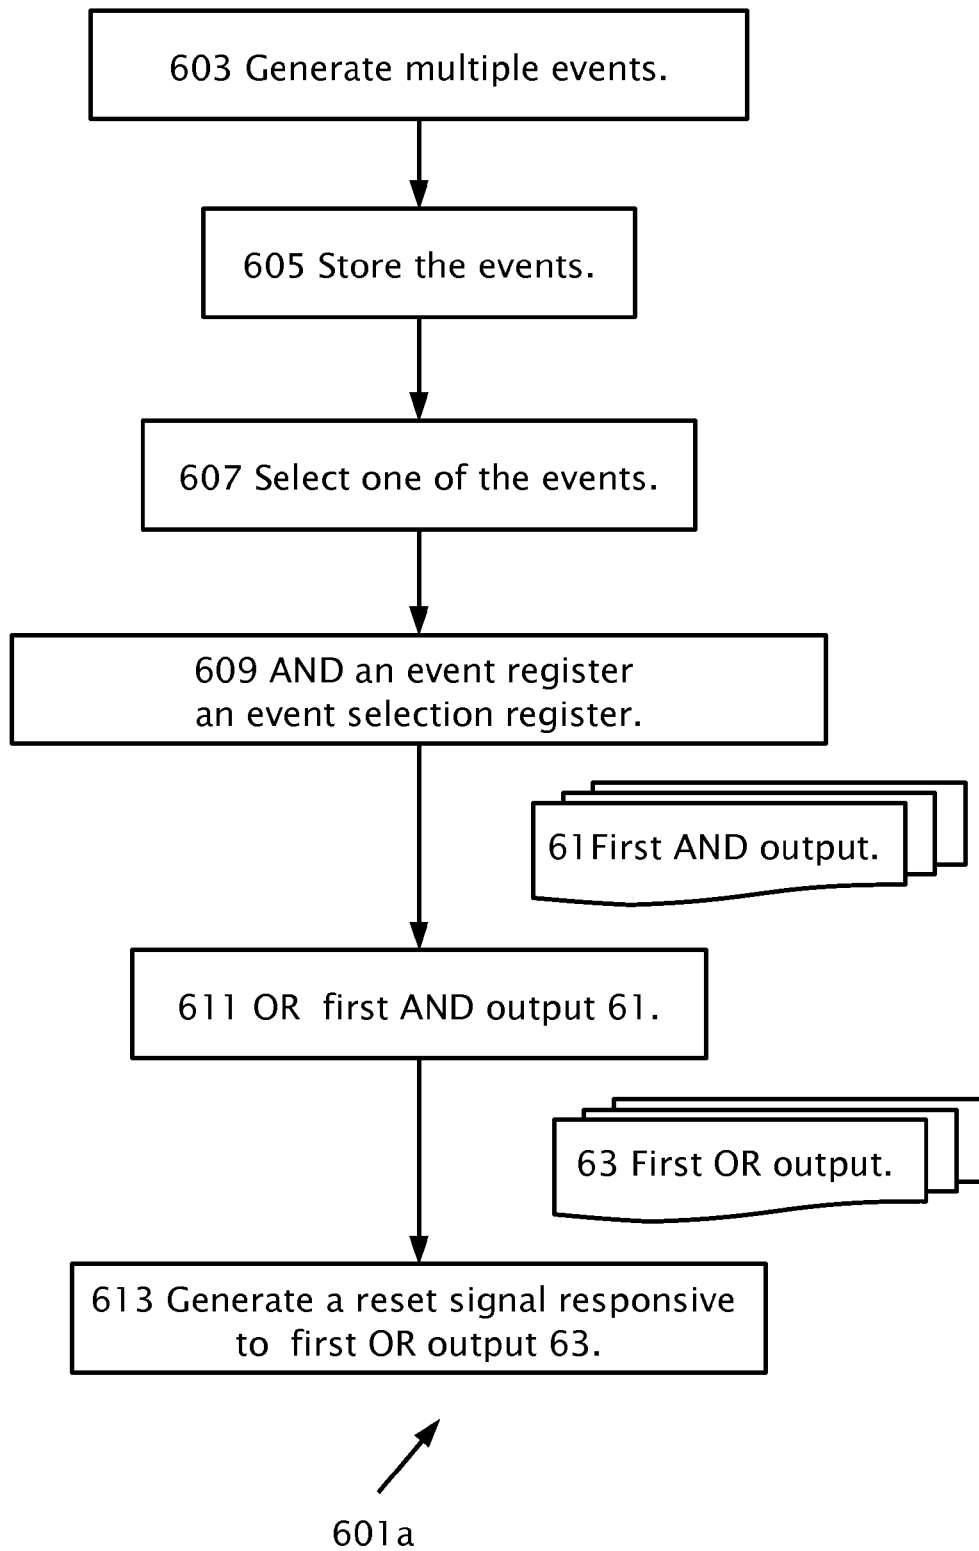 603 Generate multiple events.
605 Store the events.
607 Select one of the events.
609 AND an event register
an event selection register.
61First AND output.
611 OR  first AND output 61.
63 First OR output.
613 Generate a reset signal responsive
to  first OR output 63.
601a